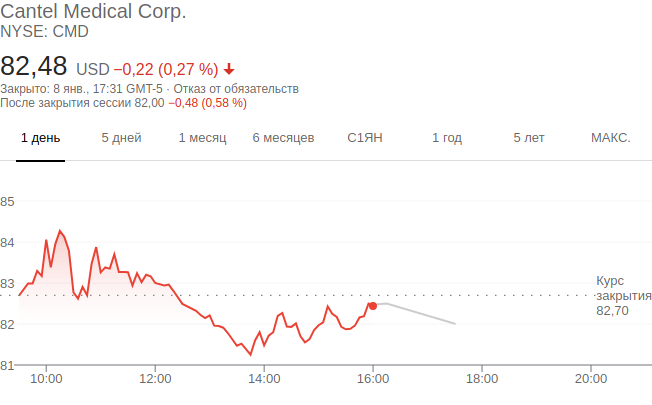 Cantel Medical Corp.
NYSE: CMD
82,48 USD −0,22 (0,27 %)
Закрыто: 8 янв., 17:31 GMT-5 · Отказ от обязательств
После закрытия сессии 82,00 −0,48 (0,58 %)
1 день 5 дней 1 месяц 6 месяцев С1ЯН 1 год 5 лет МАКС.
85
84
83
Курс
закрытия
82,70
82
81
10:00 12:00 14:00 16:00 18:00 20:00